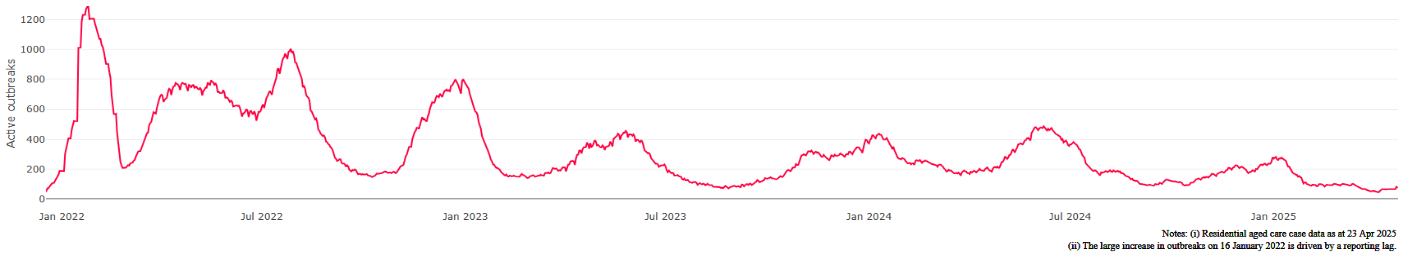 Active outbreaks
1200
1000
800
600
400
200
0
Jan 2022
Jul 2022
Jan 2023
Jul 2023
Jan 2024
Jul 2024
Jan 2025
Notes: (i) Residential aged care case data as at 23 Apr 2025
(ii) The large increase in outbreaks on 16 January 2022 is driven by a reporting lag.